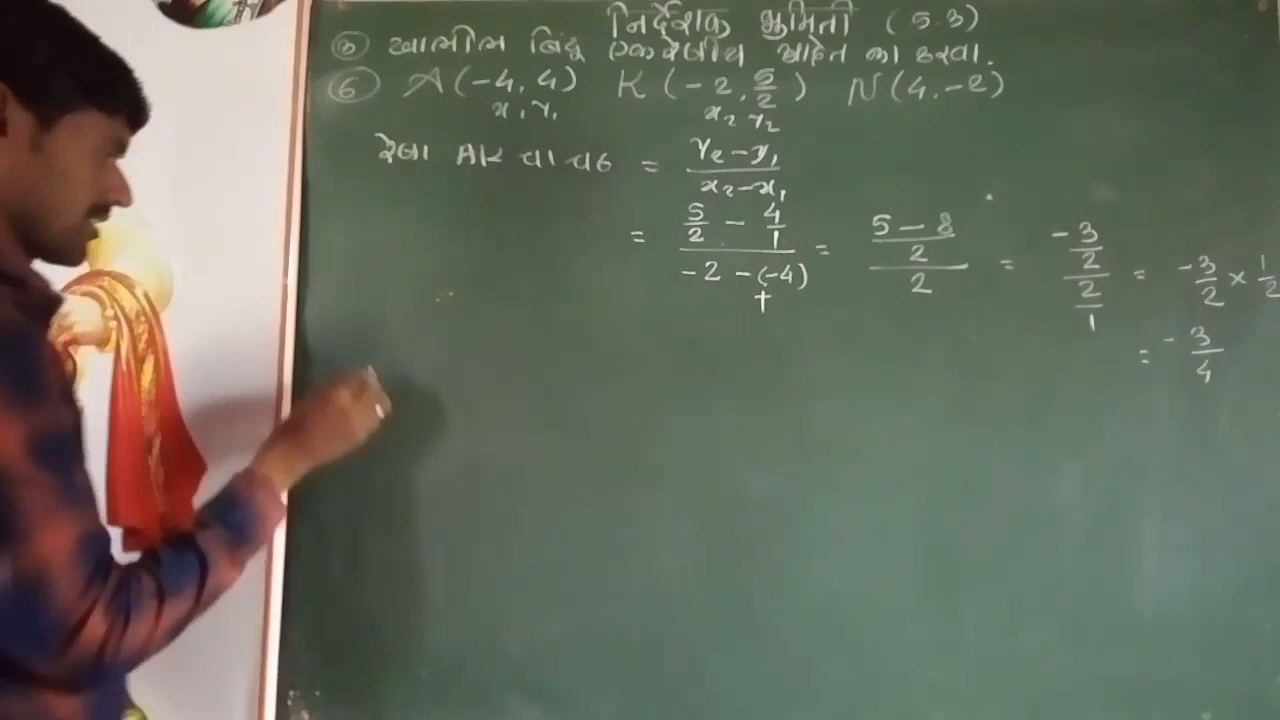 निर्देशक भूमिती (5.3)
③ खालील बिंदू एकरेषीय आहेत का ठरवा.
⑥ A(-4, 4) K(-2, 5/2) N(4, -2)
x₁ y₁ x₂ y₂
रेषा AK चा चढ = (y₂ - y₁)/(x₂ - x₁)
= (5/2 - 4/1)/(-2 - (-4)) = ((5 - 8)/2)/2 = (-3/2)/(2/1) = -3/2 × 1/2
+
= -3/4